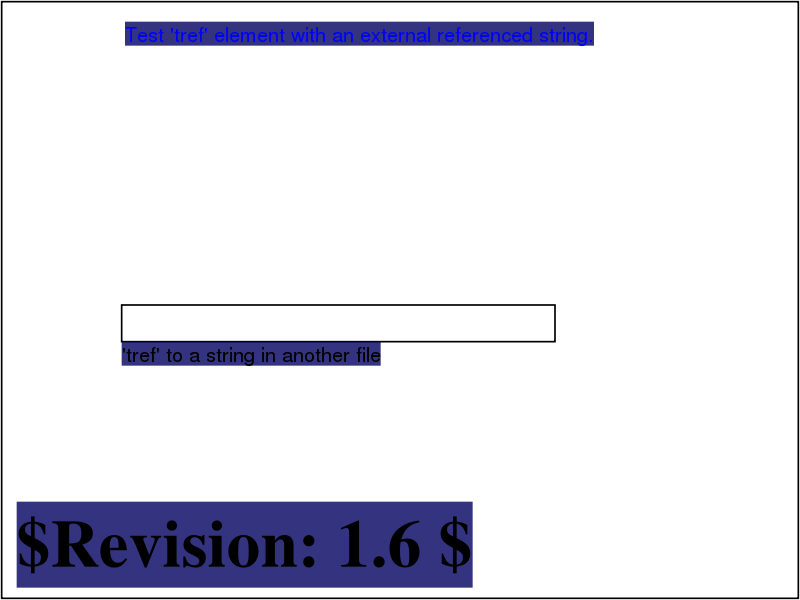 Test 'tref' element with an external referenced string.
'tref' to a string in another file
$Revision: 1.6 $